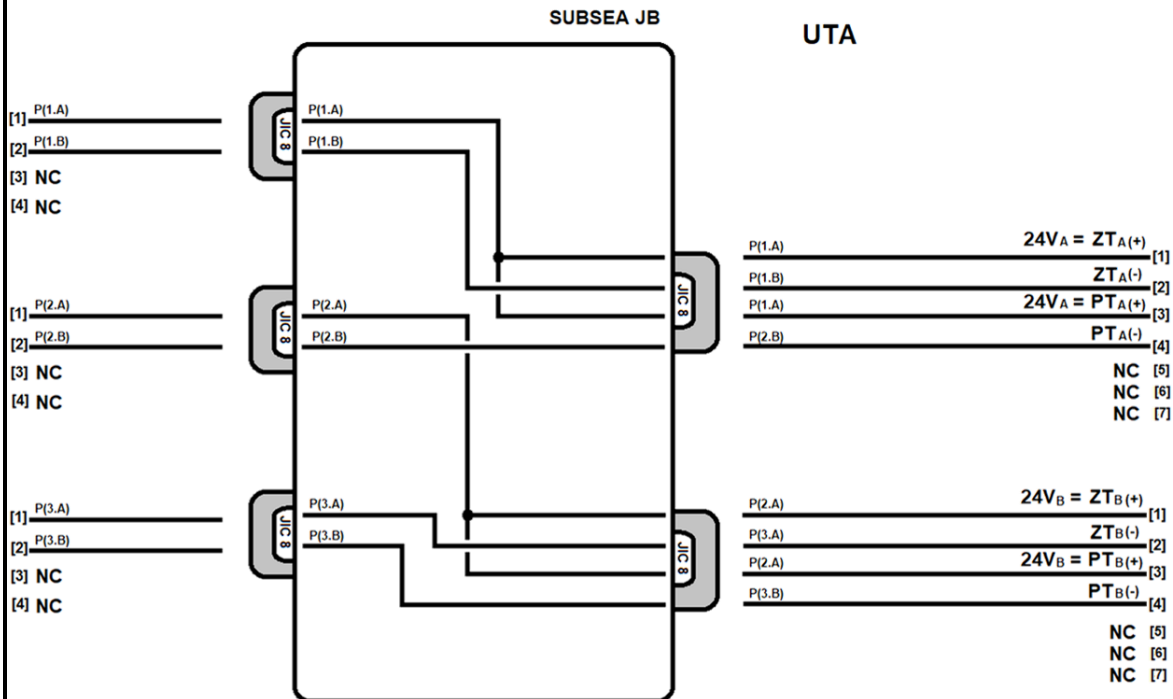 SUBSEA JB
UTA
[1] P(1.A)
[2] P(1.B)
[3] NC
[4] NC
JIC 8
P(1.A)
P(1.B)
[1] P(2.A)
[2] P(2.B)
[3] NC
[4] NC
JIC 8
P(2.A)
P(2.B)
[1] P(3.A)
[2] P(3.B)
[3] NC
[4] NC
JIC 8
P(3.A)
P(3.B)
JIC 8
P(1.A) 24VA = ZTA(+) [1]
P(1.B) ZTA(-) [2]
P(1.A) 24VA = PTA(+) [3]
P(2.B) PTA(-) [4]
NC [5]
NC [6]
NC [7]
JIC 8
P(2.A) 24VB = ZTB(+) [1]
P(3.A) ZTB(-) [2]
P(2.A) 24VB = PTB(+) [3]
P(3.B) PTB(-) [4]
NC [5]
NC [6]
NC [7]